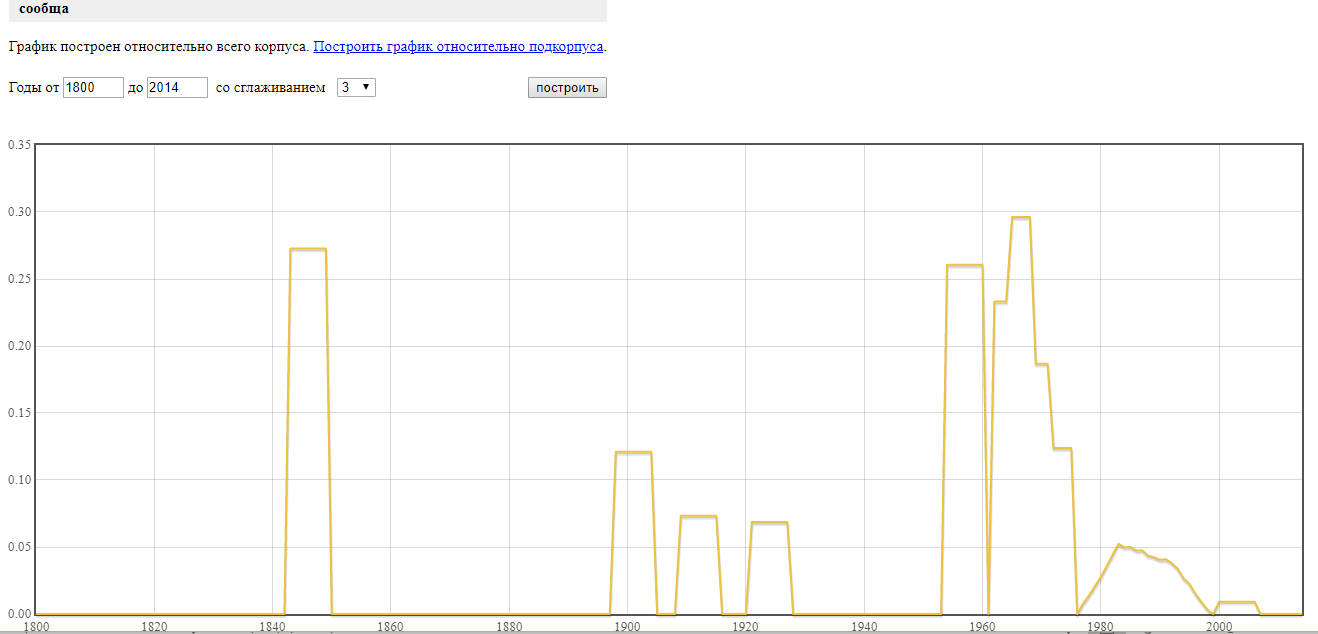 сообща
График построен относительно всего корпуса. Построить график относительно подкорпуса.
Годы от 1800 до 2014 со сглаживанием 3 построить
0.35
0.30
0.25
0.20
0.15
0.10
0.05
0.00
1800 1820 1840 1860 1880 1900 1920 1940 1960 1980 2000